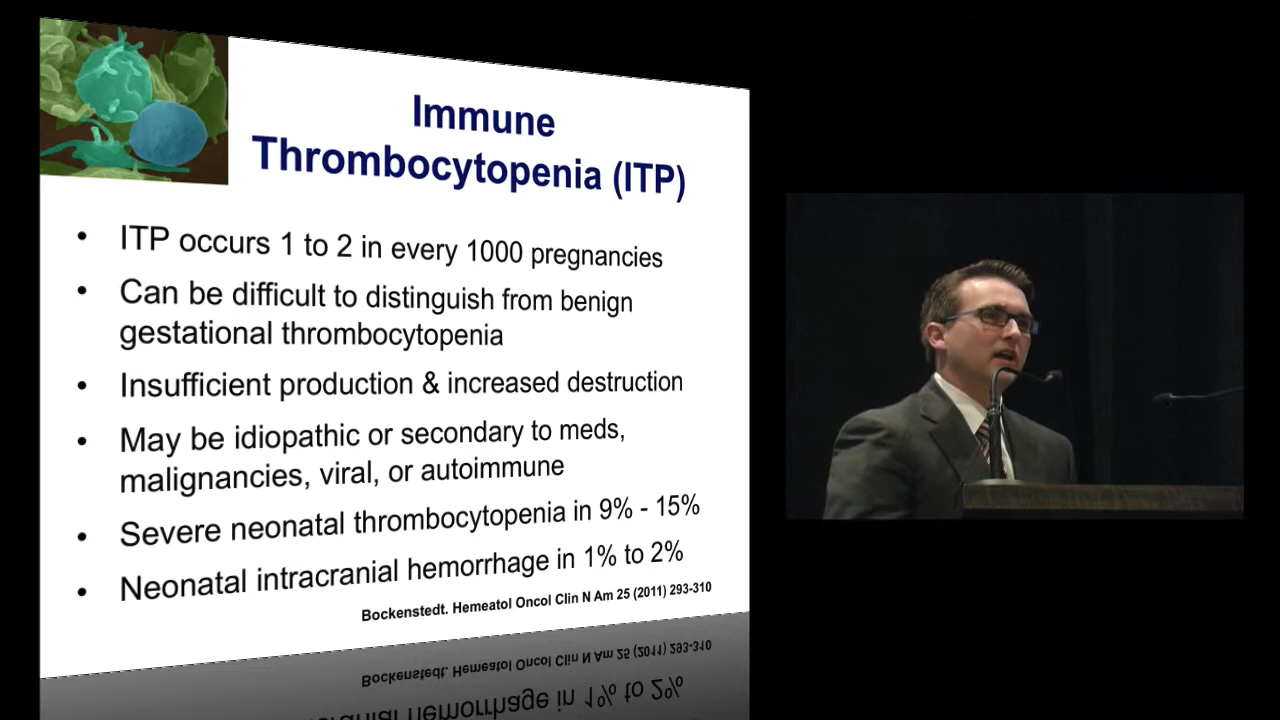 Immune
Thrombocytopenia (ITP)
• ITP occurs 1 to 2 in every 1000 pregnancies
• Can be difficult to distinguish from benign
gestational thrombocytopenia
• Insufficient production & increased destruction
• May be idiopathic or secondary to meds,
malignancies, viral, or autoimmune
• Severe neonatal thrombocytopenia in 9% - 15%
• Neonatal intracranial hemorrhage in 1% to 2%
Bockenstedt. Hemeatol Oncol Clin N Am 25 (2011) 293-310